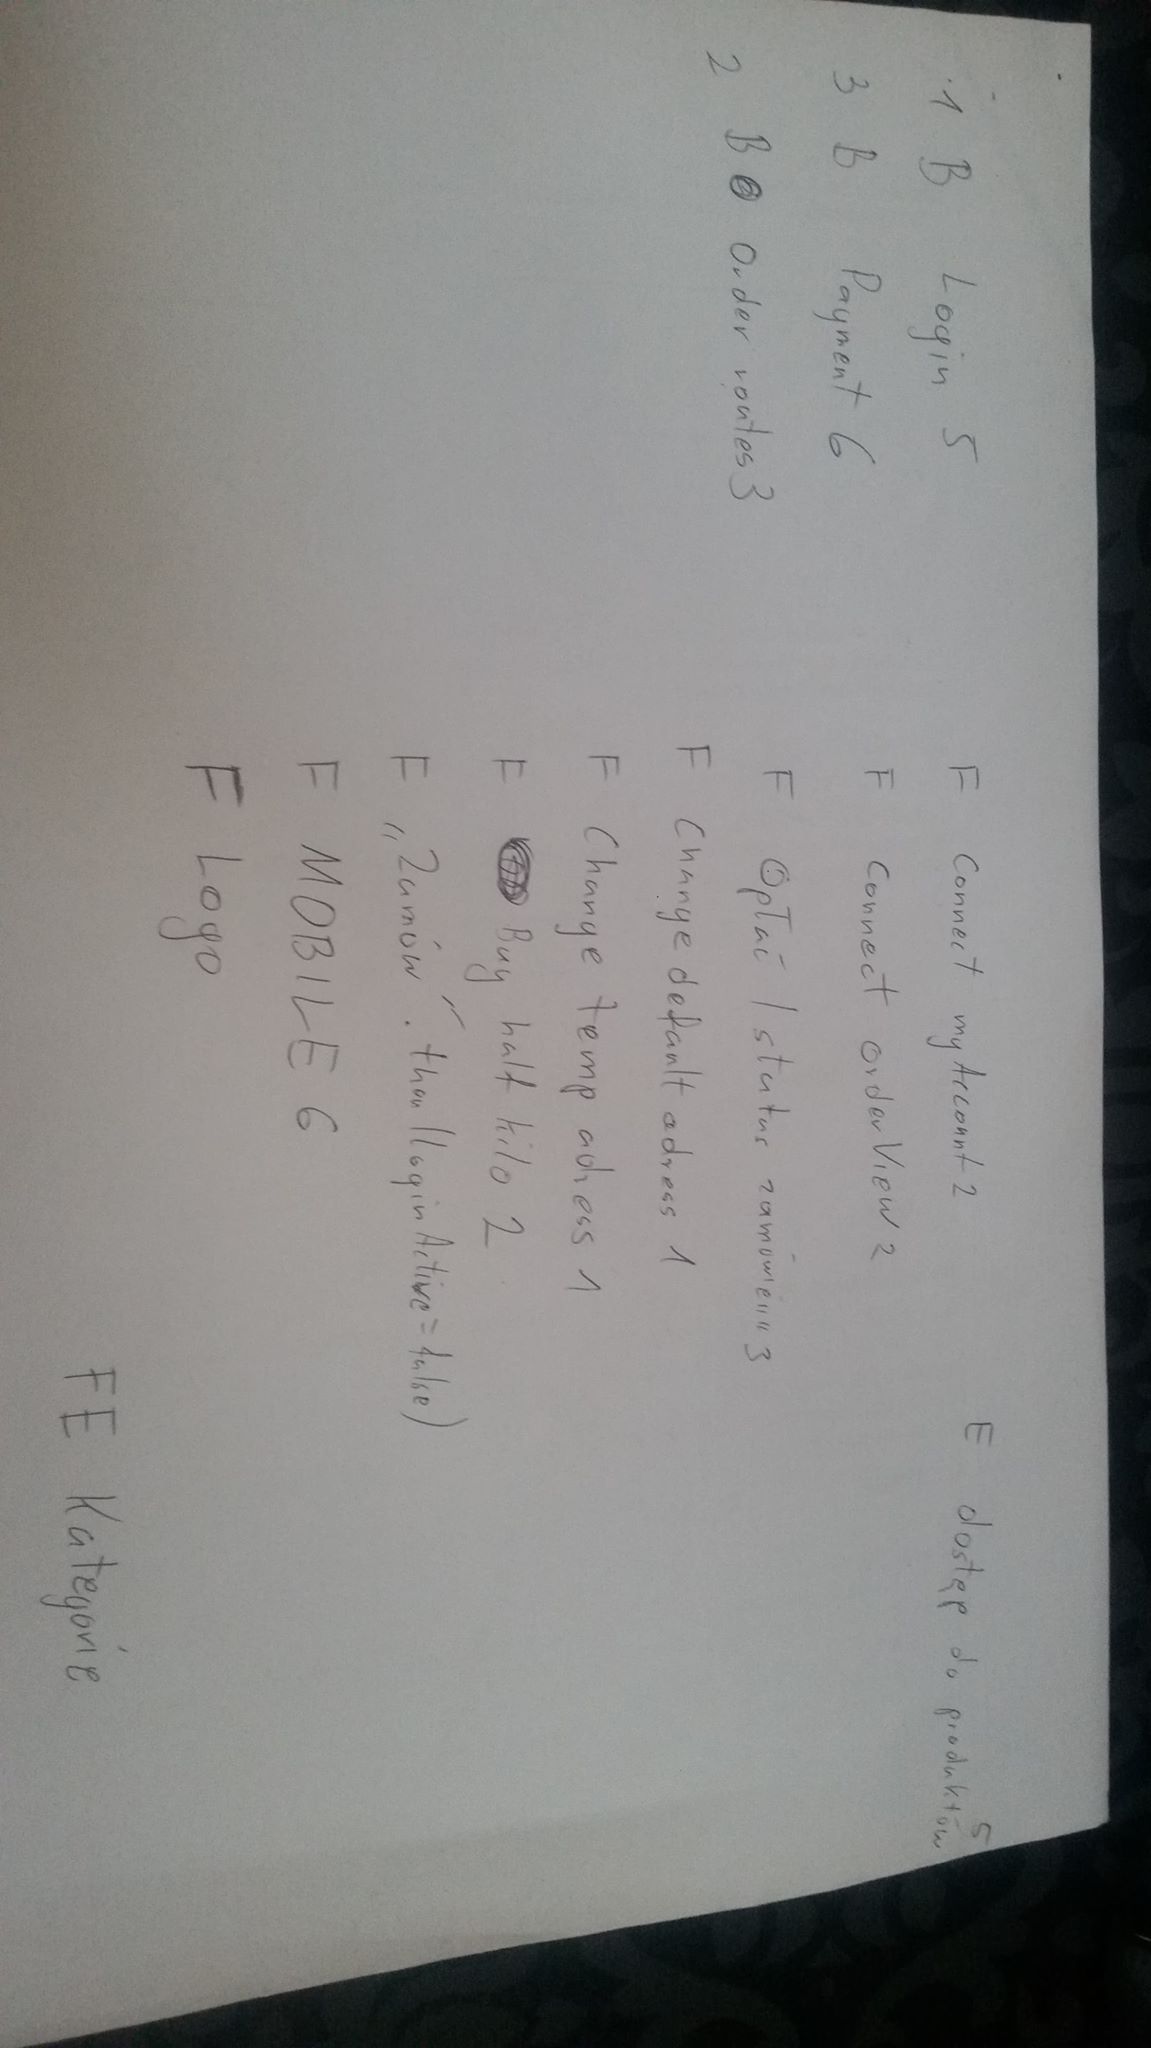 1 B Login 5
3 B Payment 6
2 B Order routes 3
F Connect myAccount 2
F Connect orderView 2
F Opłać / status 3
F Change default adress 1
F Change temp adress 1
F Buy half kilo 2
F „Zamów” . then (loginActive = false)
F MOBILE 6
F Logo
E dostęp do produktów 5
FE Kategorie